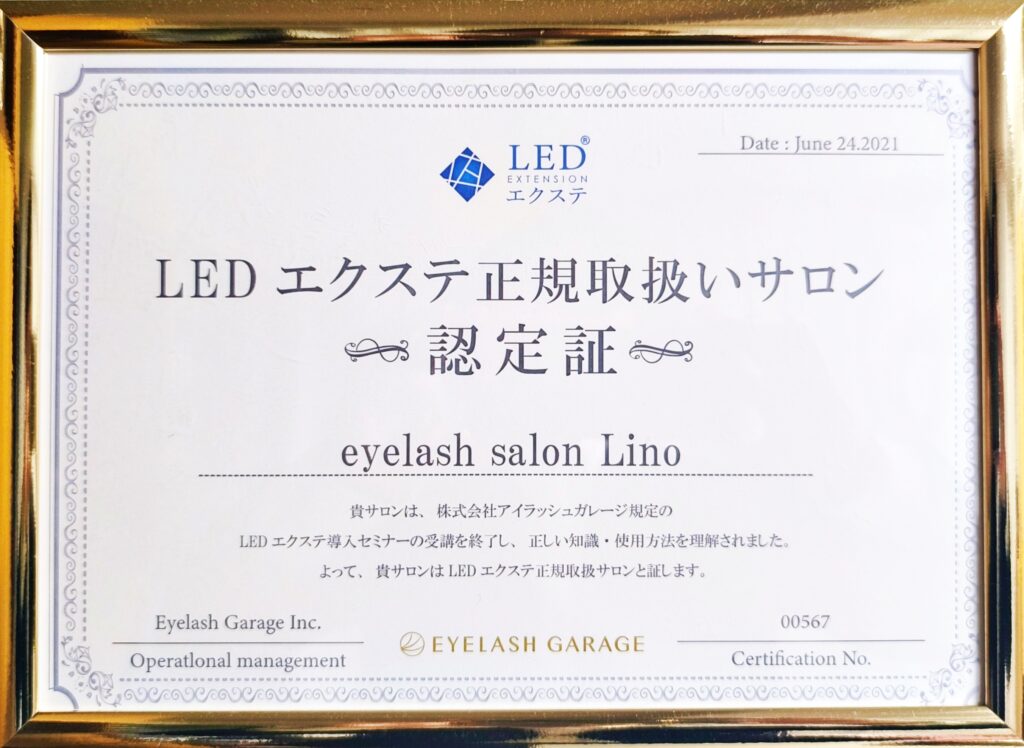 Date : June 24.2021
LED®
EXTENSION
エクステ
LED エクステ正規取扱いサロン
認定証
eyelash salon Lino
貴サロンは、株式会社アイラッシュガレージ規定の
LEDエクステ導入セミナーの受講を終了し、正しい知識・使用方法を理解されました。
よって、貴サロンはLEDエクステ正規取扱サロンと証します。
Eyelash Garage Inc.
Operatlonal management
EYELASH GARAGE
00567
Certification No.